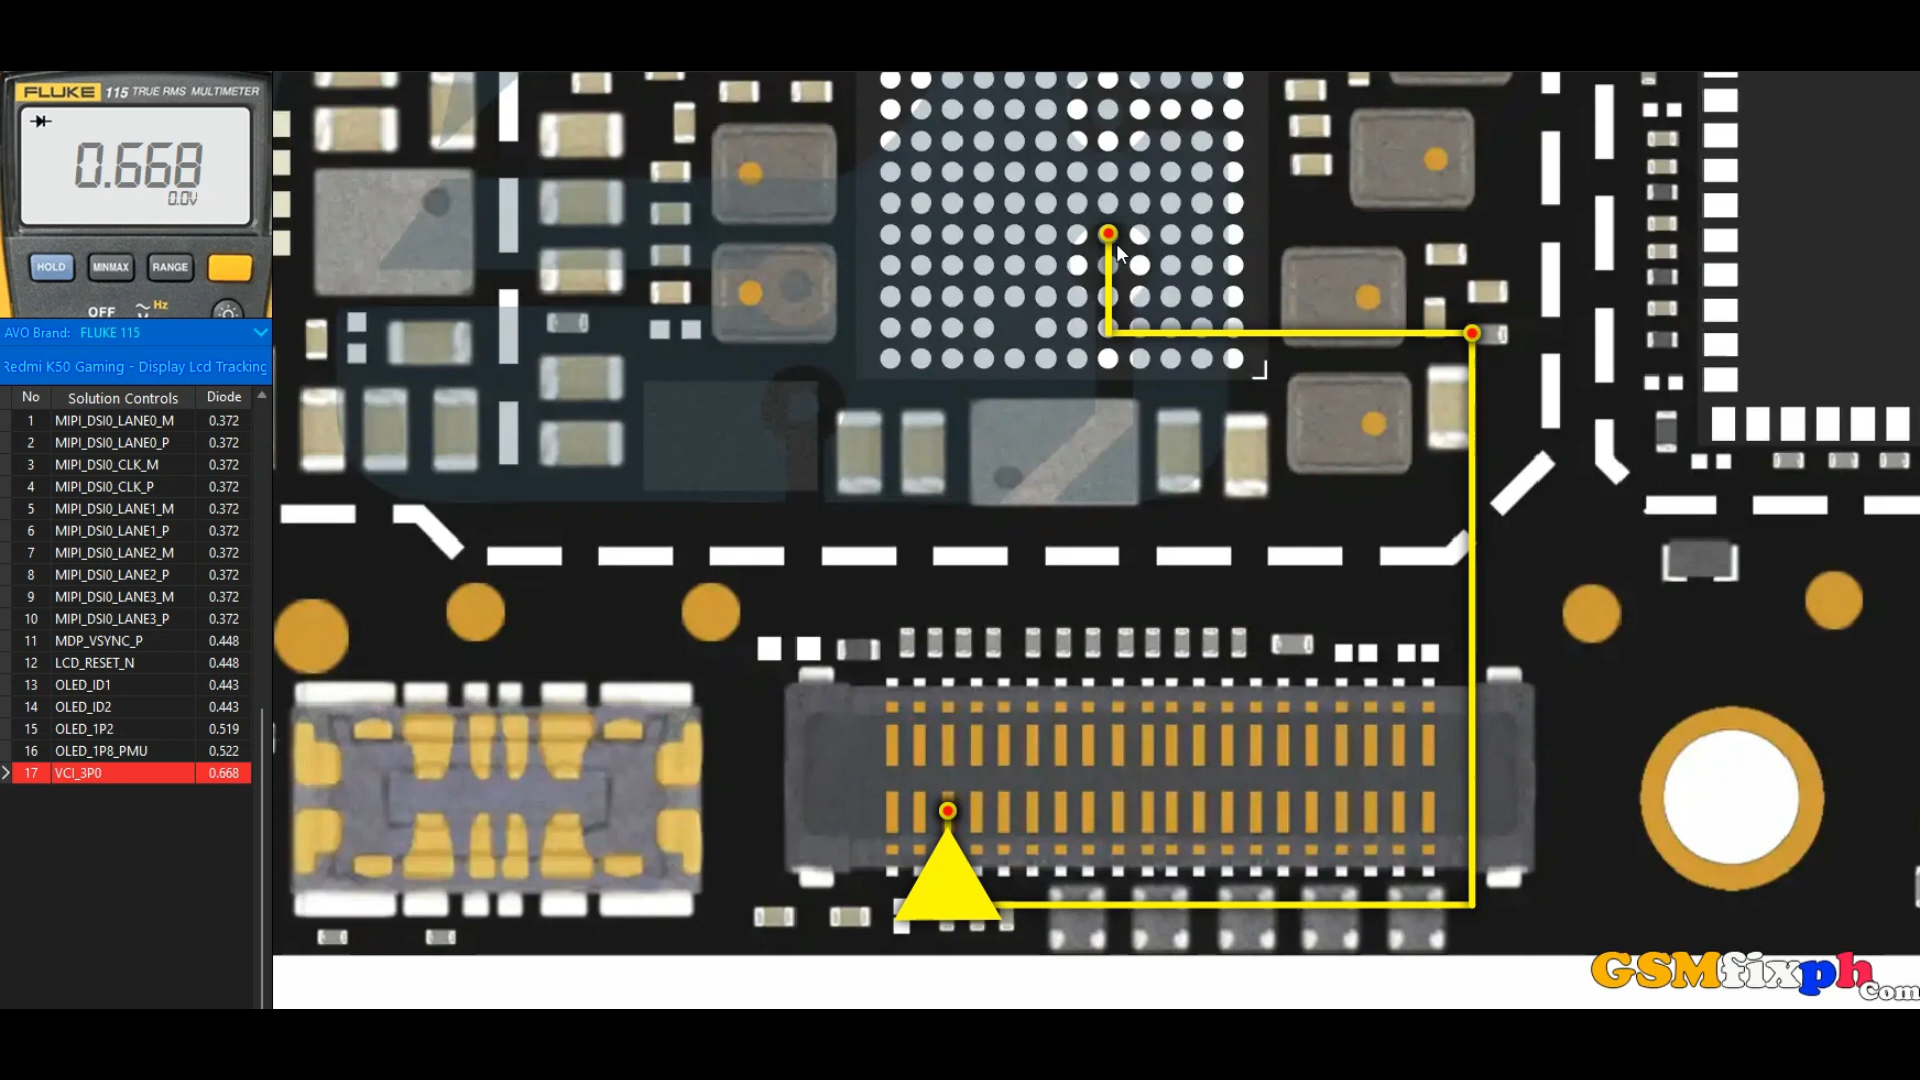 FLUKE 115 TRUE RMS MULTIMETER
0.668
0.0V
HOLD MINMAX RANGE
OFF V Hz
AVO Brand: FLUKE 115
Redmi K50 Gaming - Display Lcd Tracking
No Solution Controls Diode
1 MIPI_DSI0_LANE0_M 0.372
2 MIPI_DSI0_LANE0_P 0.372
3 MIPI_DSI0_CLK_M 0.372
4 MIPI_DSI0_CLK_P 0.372
5 MIPI_DSI0_LANE1_M 0.372
6 MIPI_DSI0_LANE1_P 0.372
7 MIPI_DSI0_LANE2_M 0.372
8 MIPI_DSI0_LANE2_P 0.372
9 MIPI_DSI0_LANE3_M 0.372
10 MIPI_DSI0_LANE3_P 0.372
11 MDP_VSYNC_P 0.448
12 LCD_RESET_N 0.448
13 OLED_ID1 0.443
14 OLED_ID2 0.443
15 OLED_1P2 0.519
16 OLED_1P8_PMU 0.522
17 VCI_3P0 0.668
GSMfixph
Com